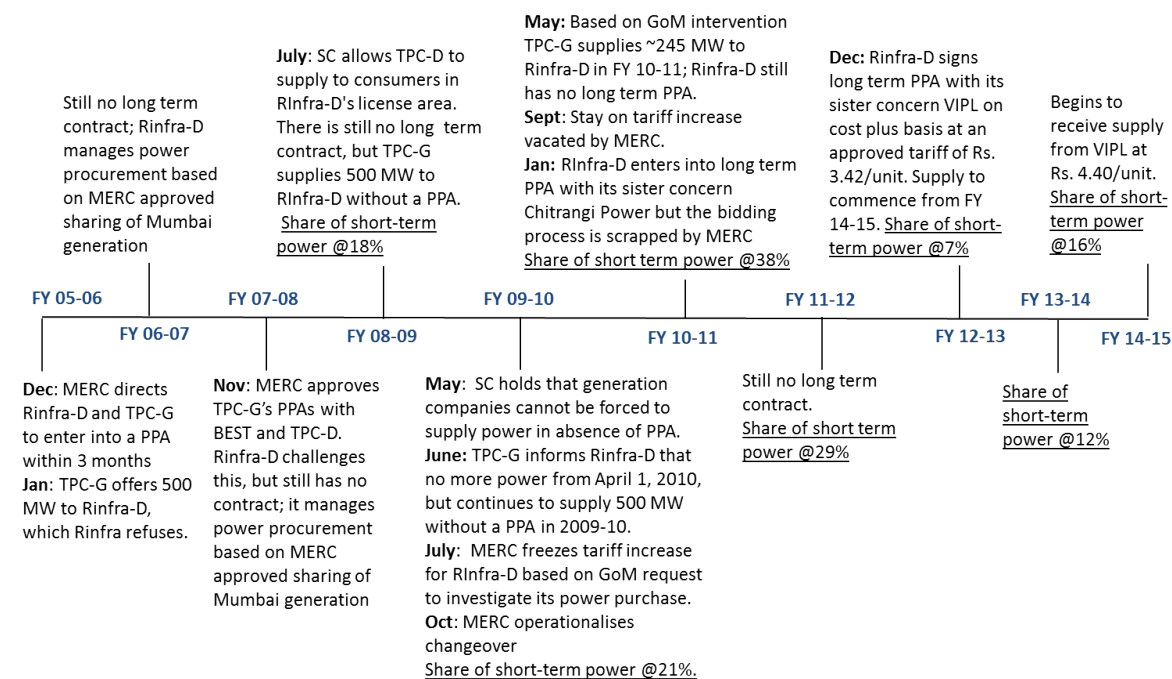 Still no long term
contract; Rinfra-D
manages power
procurement based
on MERC approved
sharing of Mumbai
generation
July: SC allows TPC-D to
supply to consumers in
RInfra-D's license area.
There is still no long term
contract, but TPC-G
supplies 500 MW to
RInfra-D without a PPA.
Share of short-term
power @18%
May: Based on GoM intervention
TPC-G supplies ~245 MW to
Rinfra-D in FY 10-11; Rinfra-D still
has no long term PPA.
Sept: Stay on tariff increase
vacated by MERC.
Jan: RInfra-D enters into long term
PPA with its sister concern
Chitrangi Power but the bidding
process is scrapped by MERC
Share of short term power @38%
Dec: Rinfra-D signs
long term PPA with its
sister concern VIPL on
cost plus basis at an
approved tariff of Rs.
3.42/unit. Supply to
commence from FY
14-15. Share of short-
term power @7%
Begins to
receive supply
from VIPL at
Rs. 4.40/unit.
Share of short-
term power
@16%
FY 05-06
FY 06-07
FY 07-08
FY 08-09
FY 09-10
FY 10-11
FY 11-12
FY 12-13
FY 13-14
FY 14-15
Dec: MERC directs
Rinfra-D and TPC-G
to enter into a PPA
within 3 months
Jan: TPC-G offers 500
MW to Rinfra-D,
which Rinfra refuses.
Nov: MERC approves
TPC-G's PPAs with
BEST and TPC-D.
Rinfra-D challenges
this, but still has no
contract; it manages
power procurement
based on MERC
approved sharing of
Mumbai generation
May: SC holds that generation
companies cannot be forced to
supply power in absence of PPA.
June: TPC-G informs Rinfra-D that
no more power from April 1, 2010,
but continues to supply 500 MW
without a PPA in 2009-10.
July: MERC freezes tariff increase
for RInfra-D based on GoM request
to investigate its power purchase.
Oct: MERC operationalises
changeover
Share of short-term power @21%.
Still no long term
contract.
Share of short term
power @29%
Share of
short-term
power @12%